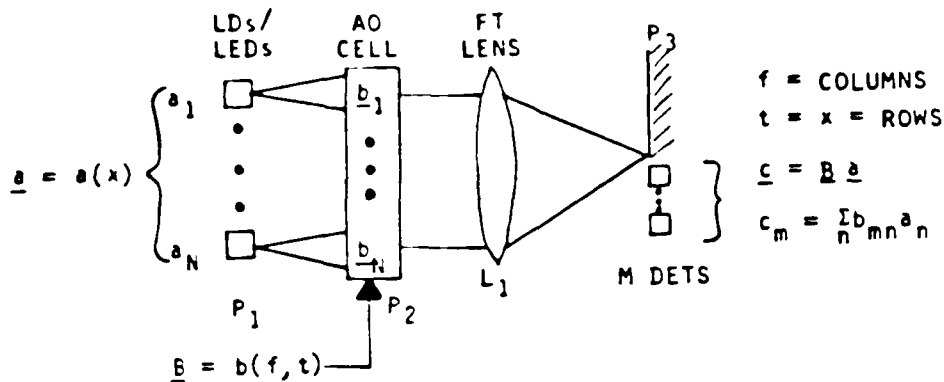 LDs/
LEDs
AO
CELL
FT
LENS
P3
f = COLUMNS
t = x = ROWS
a1
b1
a = a(x)
c = B a
cm = Σn bmn an
aN
bN
L1
M DETS
P1
P2
B = b(f,t)